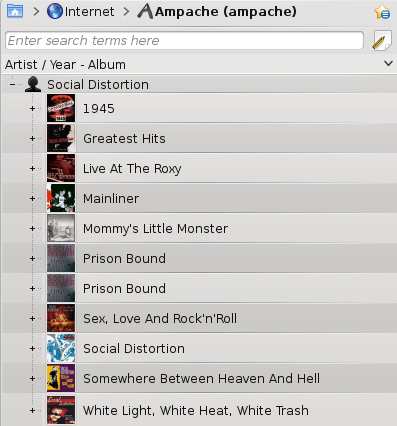 Internet Ampache (ampache)
Enter search terms here
Artist / Year - Album
Social Distortion
1945
Greatest Hits
Live At The Roxy
Mainliner
Mommy's Little Monster
Prison Bound
Prison Bound
Sex, Love And Rock'n'Roll
Social Distortion
Somewhere Between Heaven And Hell
White Light, White Heat, White Trash